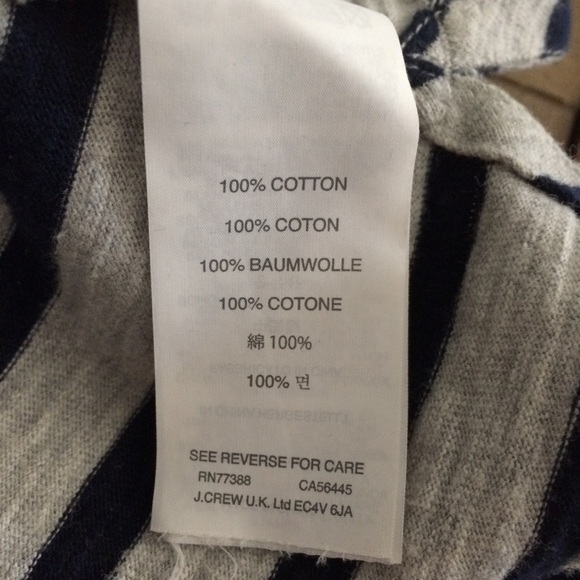 100% COTTON
100% COTON
100% BAUMWOLLE
100% COTONE
綿 100%
100% 면
SEE REVERSE FOR CARE
RN77388 CA56445
J.CREW U.K. Ltd EC4V 6JA